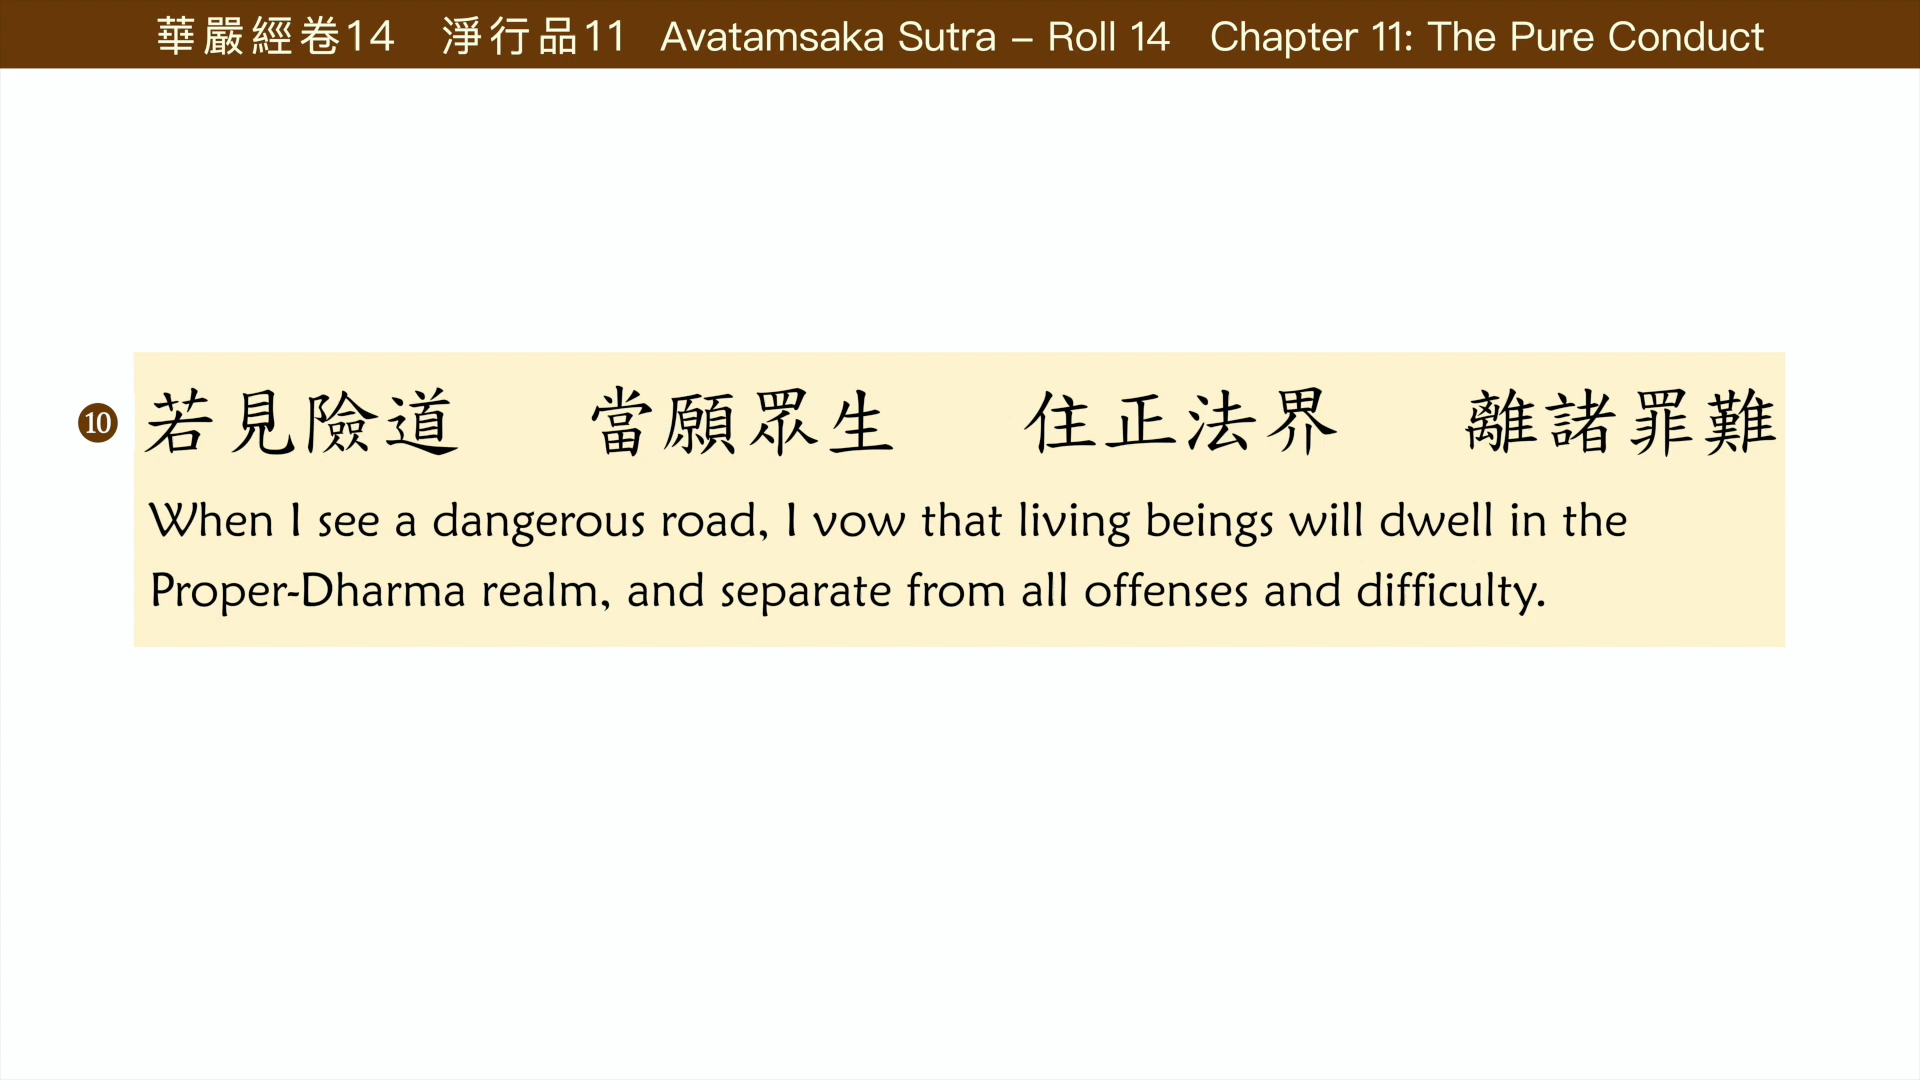 華嚴經卷14 淨行品11 Avatamsaka Sutra – Roll 14 Chapter 11: The Pure Conduct
❿ 若見險道 當願眾生 住正法界 離諸罪難
When I see a dangerous road, I vow that living beings will dwell in the
Proper-Dharma realm, and separate from all offenses and difficulty.